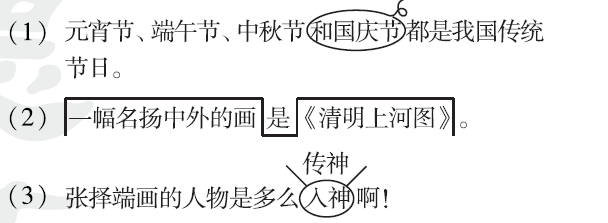 (1) 元宵节、端午节、中秋节和国庆节都是我国传统
节日。
(2) 一幅名扬中外的画是《清明上河图》。
传神
(3) 张择端画的人物是多么入神啊!